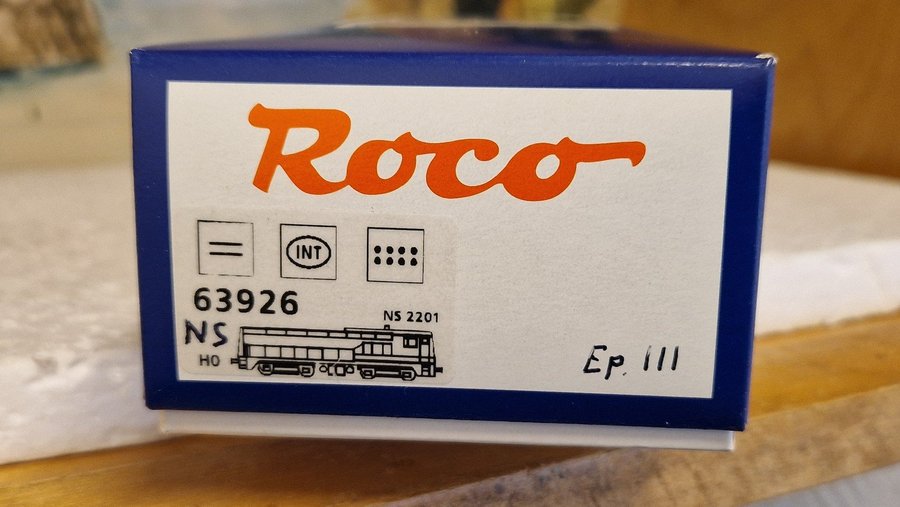 Roco
INT
63926
NS 2201
NS
H0
Ep. III